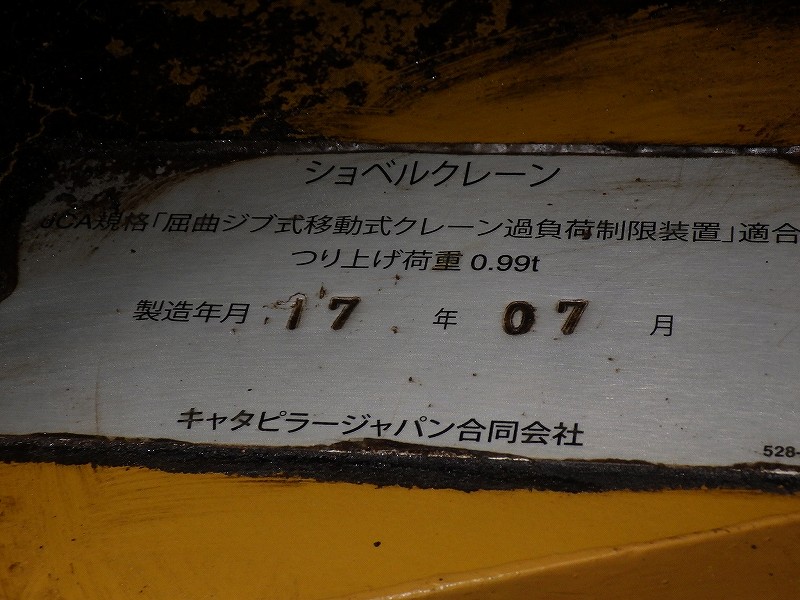 ショベルクレーン
JCA規格「屈曲ジブ式移動式クレーン過負荷制限装置」適合
つり上げ荷重 0.99t
製造年月 17 年 07 月
キャタピラージャパン合同会社
528-